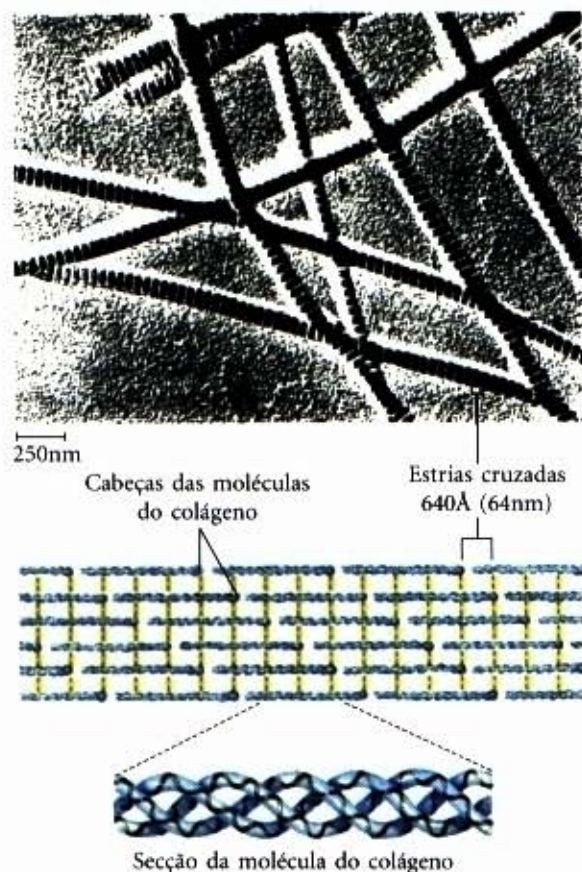 250nm
Cabeças das moléculas
do colágeno
Estrias cruzadas
640Å (64nm)
Secção da molécula do colágeno